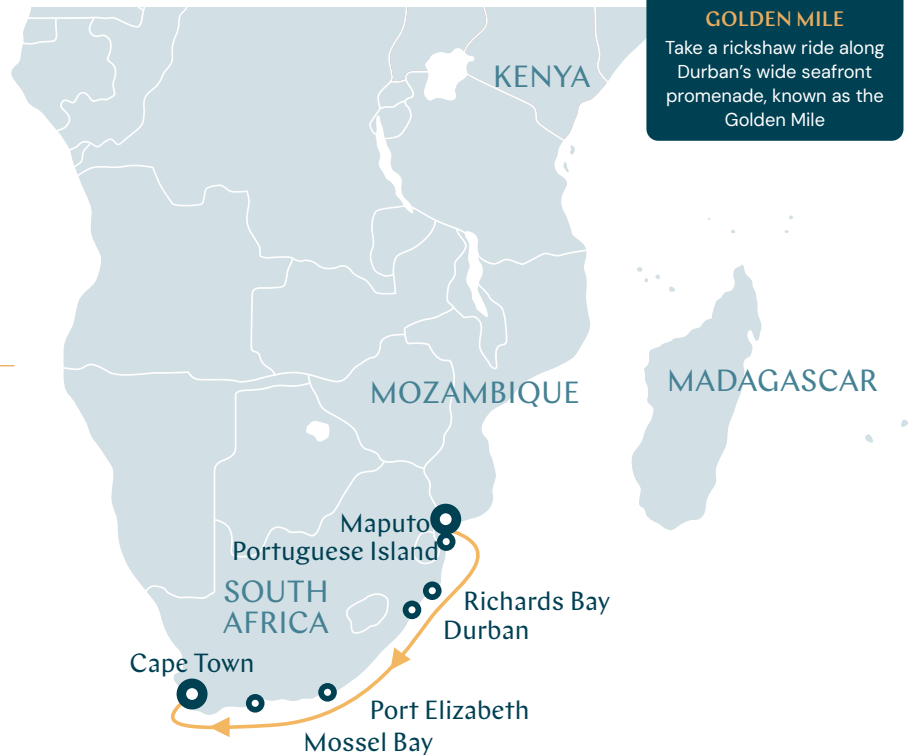 GOLDEN MILE
Take a rickshaw ride along
Durban's wide seafront
promenade, known as the
Golden Mile
KENYA
MOZAMBIQUE
MADAGASCAR
Maputo
Portuguese Island
SOUTH
AFRICA
Richards Bay
Durban
Cape Town
Port Elizabeth
Mossel Bay